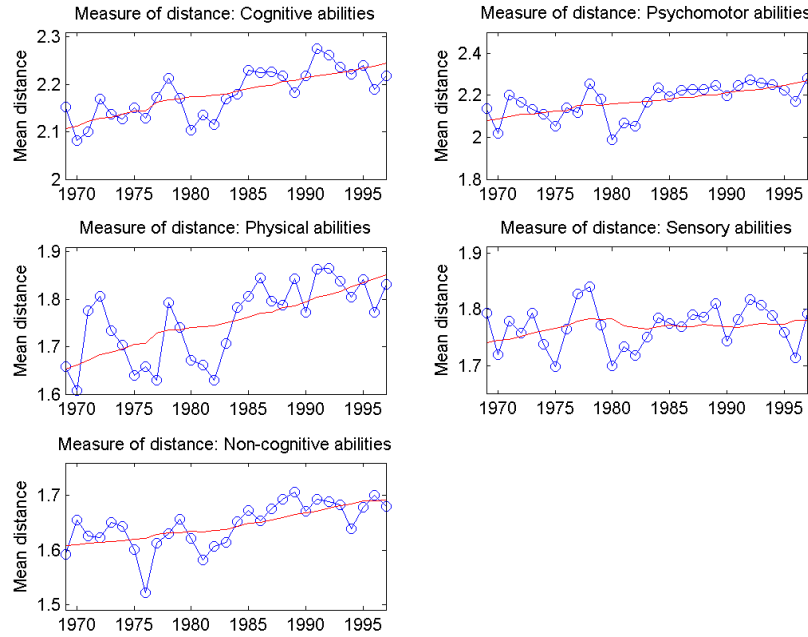 Measure of distance: Cognitive abilities
Mean distance
2.3
2.2
2.1
2
1970 1975 1980 1985 1990 1995
Measure of distance: Psychomotor abilities
Mean distance
2.4
2.2
2
1.8
1970 1975 1980 1985 1990 1995
Measure of distance: Physical abilities
Mean distance
1.9
1.8
1.7
1.6
1970 1975 1980 1985 1990 1995
Measure of distance: Sensory abilities
Mean distance
1.9
1.8
1.7
1970 1975 1980 1985 1990 1995
Measure of distance: Non-cognitive abilities
Mean distance
1.7
1.6
1.5
1970 1975 1980 1985 1990 1995